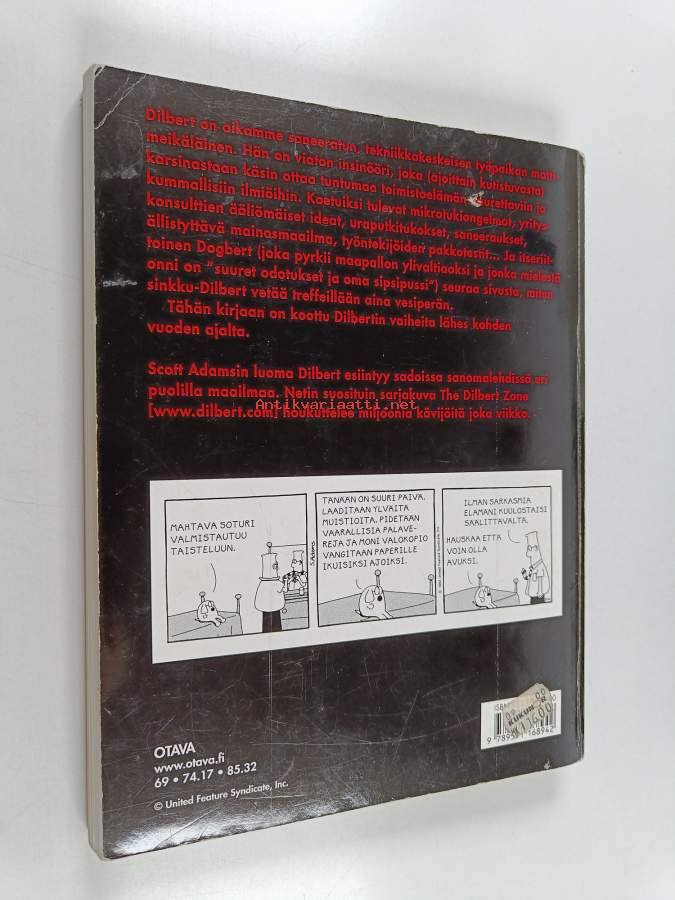 Dilbert on aikamme saneeratun, tekniikkakeskeisen työpaikan matti
meikäläinen. Hän on viaton insinööri, joka (ajoittain kutistuvasta)
karsinastaan käsin ottaa tuntumaa toimistoelämän puurettaviin ja
kummallisiin ilmiöihin. Koetuiksi tulevat mikrotukiongelmat, yritys-
konsulttien ääliömäiset ideat, uraputkitukokset, saneeraukset,
ällistyttävä mainosmaailma, työntekijöiden pakkotestit... Ja itseriit-
toinen Dogbert (joka pyrkii maapallon ylivaltiaaksi ja jonka mielestä
onni on "suuret odotukset ja oma sipsipussi") seuraa sivusta, miten
sinkku-Dilbert vetää treffeillään aina vesiperän.
Tähän kirjaan on koottu Dilbertin vaiheita lähes kahden
vuoden ajalta.
Scott Adamsin luoma Dilbert esiintyy sadoissa sanomalehdissä eri
puolilla maailmaa. Netin suosituin sarjakuva The Dilbert Zone
Antikvariaatti.net
[www.dilbert.com] houkuttelee miljoonia kävijöitä joka viikko.
MAHTAVA SOTURI
VALMISTAUTUU
TAISTELUUN.
S.Adams
TÄNÄÄN ON SUURI PÄIVÄ.
LAADITAAN YLVÄITÄ
MUISTIOITA, PIDETÄÄN
VAARALLISIA PALAVE-
REJA JA MONI VALOKOPIO
VANGITAAN PAPERILLE
IKUISIKSI AJOIKSI.
ILMAN SARKASMIA
ELÄMÄNI KUULOSTAISI
SÄÄLITTÄVÄLTÄ.
HAUSKAA ETTÄ
VOIN OLLA
AVUKSI.
ISBN
9 789511 168942
OTAVA
www.otava.fi
69 • 74.17 • 85.32
© United Feature Syndicate, Inc.